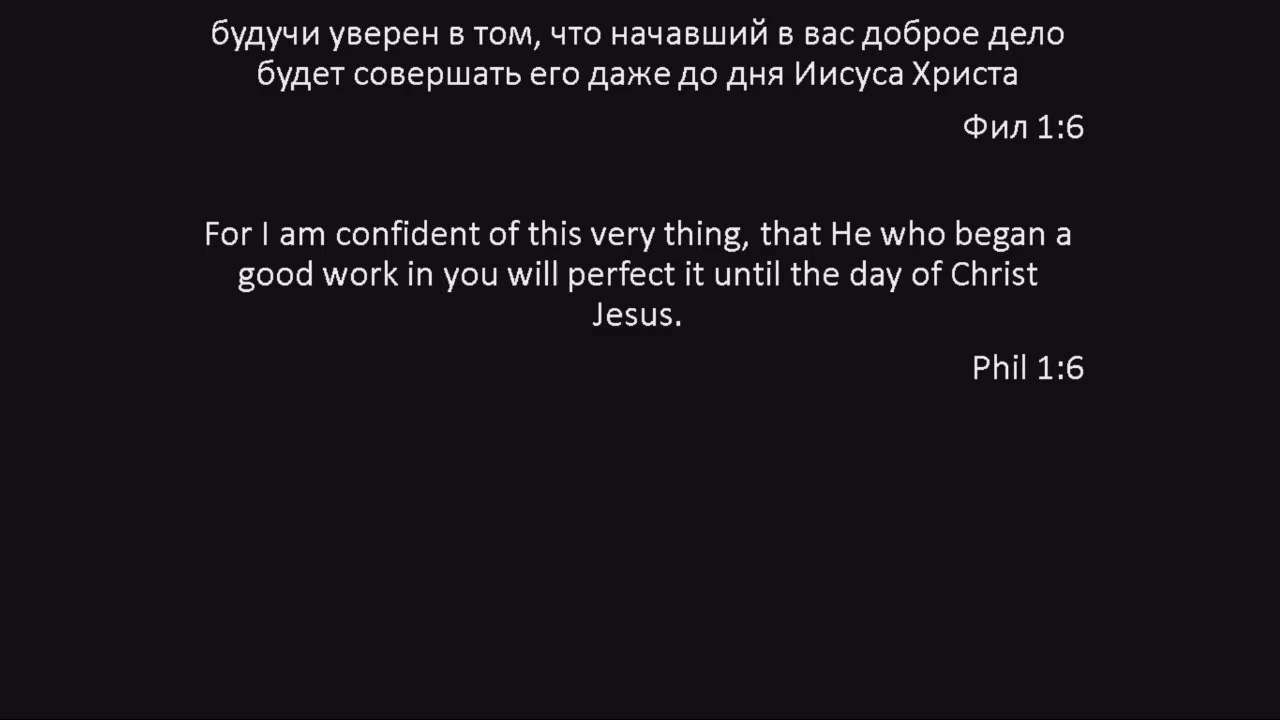 будучи уверен в том, что начавший в вас доброе дело
будет совершать его даже до дня Иисуса Христа
Фил 1:6
For I am confident of this very thing, that He who began a
good work in you will perfect it until the day of Christ
Jesus.
Phil 1:6